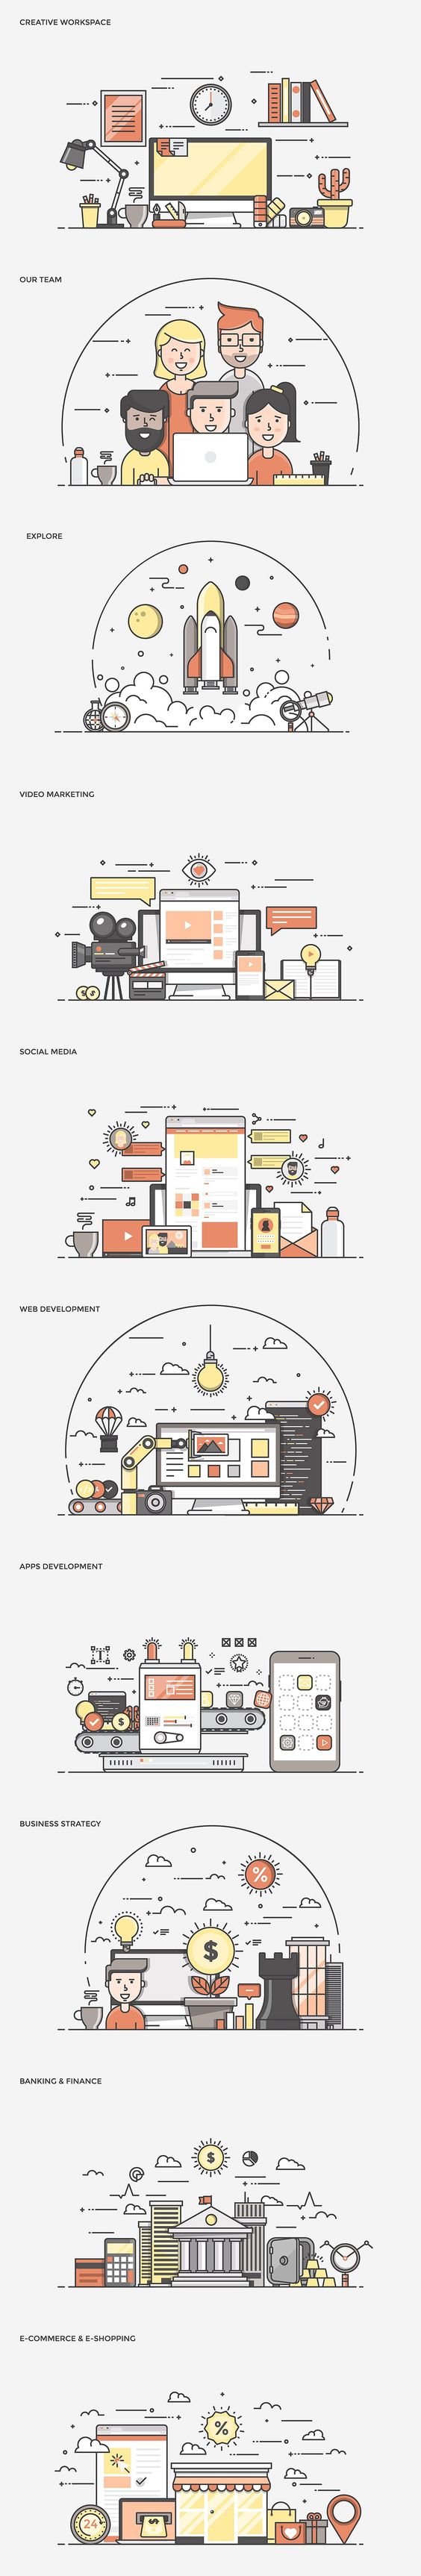 CREATIVE WORKSPACE
OUR TEAM
EXPLORE
VIDEO MARKETING
$ $
SOCIAL MEDIA
WEB DEVELOPMENT
APPS DEVELOPMENT
T
$
BUSINESS STRATEGY
%
$
BANKING & FINANCE
$
E-COMMERCE & E-SHOPPING
%
24
$